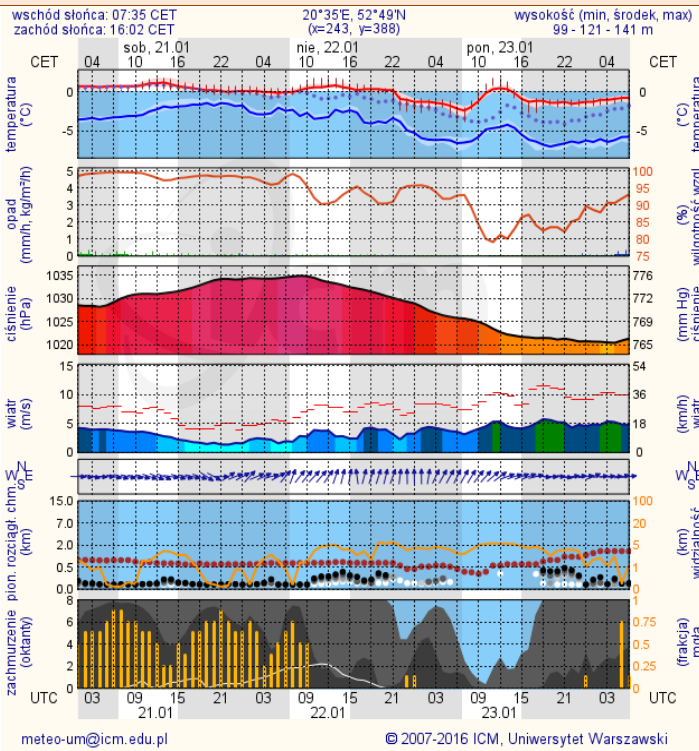 wschód słońca: 07:35 CET 20°35'E, 52°49'N wysokość (min, środek, max)
zachód słońca: 16:02 CET (x=243, y=388) 99 - 121 - 141 m
sob, 21.01 nie, 22.01 pon, 23.01
CET 04 10 16 22 04 10 16 22 04 10 16 22 04 CET
temperatura (°C)
0
-5
0
-5
temperatura (°C)
opad (mm/h, kg/m²/h)
5
4
3
2
1
0
100
95
90
85
80
75
(%) wilgotność wzgl.
ciśnienie (hPa)
1035
1030
1025
1020
776
772
769
765
(mm Hg) ciśnienie
wiatr (m/s)
15
10
5
0
54
36
18
0
(km/h) wiatr
N
W E
S
N
W E
S
pion. rozciągł. chm. (km)
15.0
7.0
2.0
0.5
0.0
100
20
5
1
0
(km) widzialność
zachmurzenie (oktanty)
8
6
4
2
0
1
0.75
0.5
0.25
0
(frakcja) mgła
UTC 03 09 15 21 03 09 15 21 03 09 15 21 03 UTC
21.01 22.01 23.01
meteo-um@icm.edu.pl © 2007-2016 ICM, Uniwersytet Warszawski